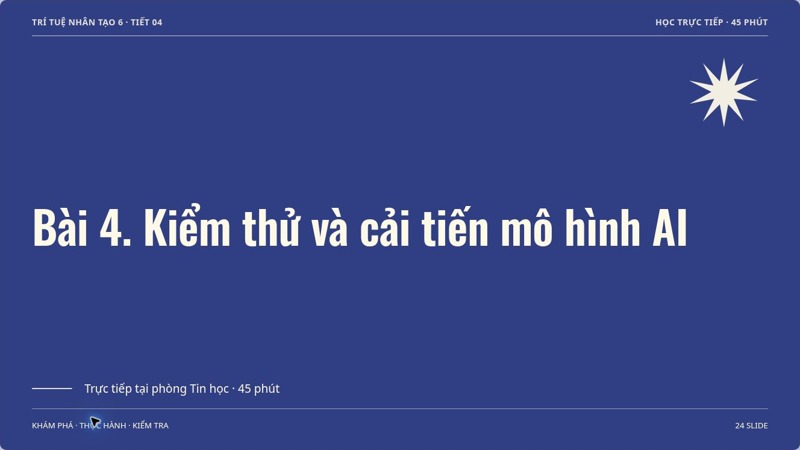 TRÍ TUỆ NHÂN TẠO 6 · TIẾT 04
HỌC TRỰC TIẾP · 45 PHÚT
Bài 4. Kiểm thử và cải tiến mô hình AI
Trực tiếp tại phòng Tin học · 45 phút
KHÁM PHÁ · THỰC HÀNH · KIỂM TRA
24 SLIDE